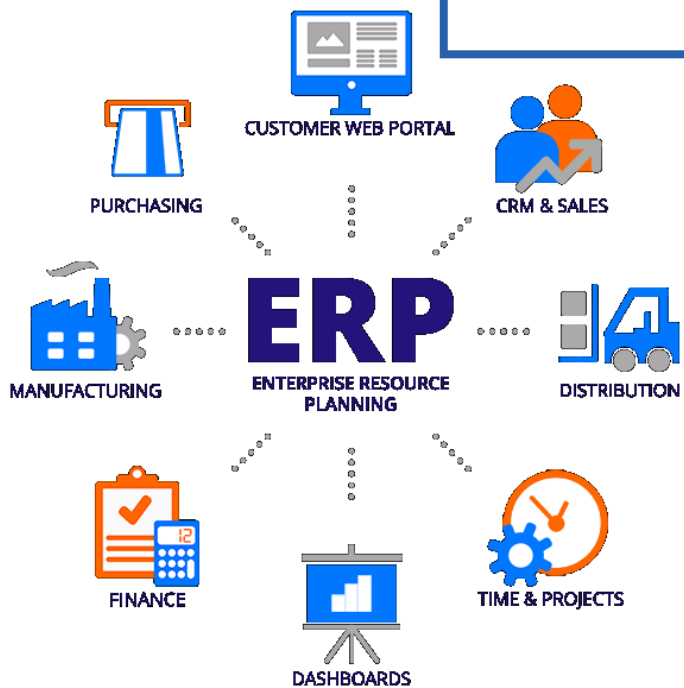 CUSTOMER WEB PORTAL
PURCHASING
CRM & SALES
ERP
ENTERPRISE RESOURCE
PLANNING
MANUFACTURING
DISTRIBUTION
12
FINANCE
TIME & PROJECTS
DASHBOARDS